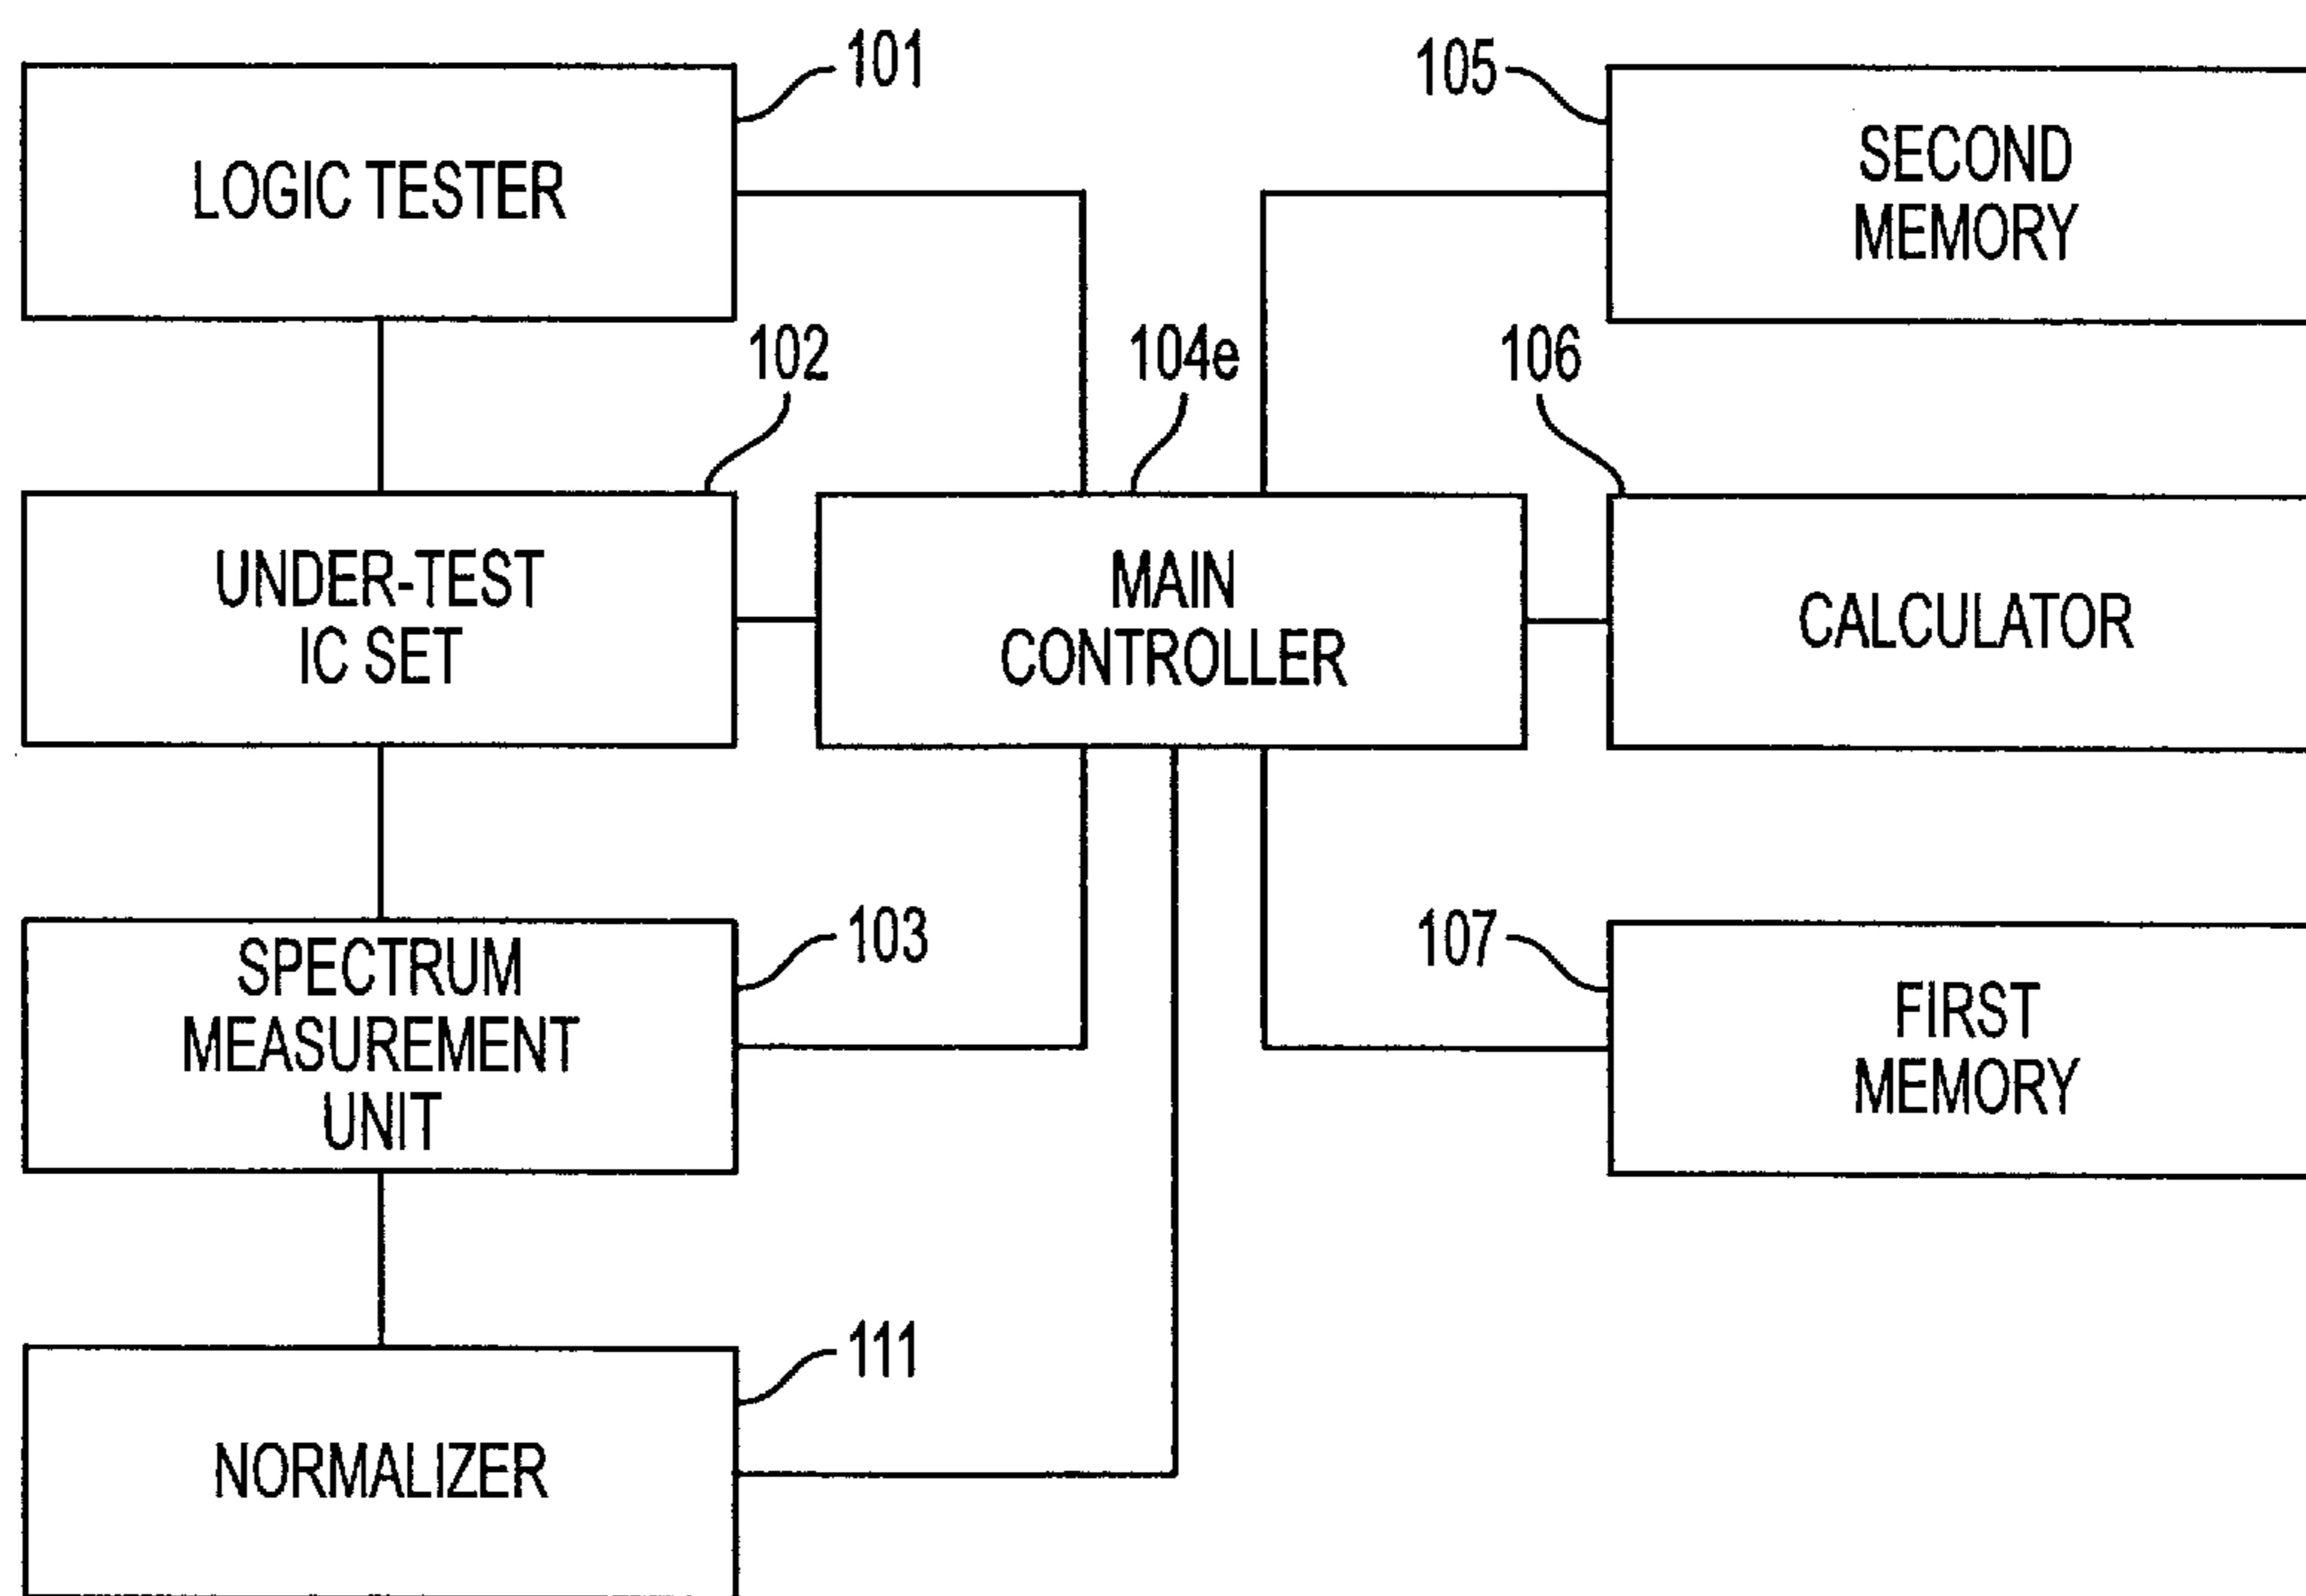 101
LOGIC TESTER
105
SECOND
MEMORY
102
UNDER-TEST
IC SET
104e
MAIN
CONTROLLER
106
CALCULATOR
103
SPECTRUM
MEASUREMENT
UNIT
107
FIRST
MEMORY
111
NORMALIZER